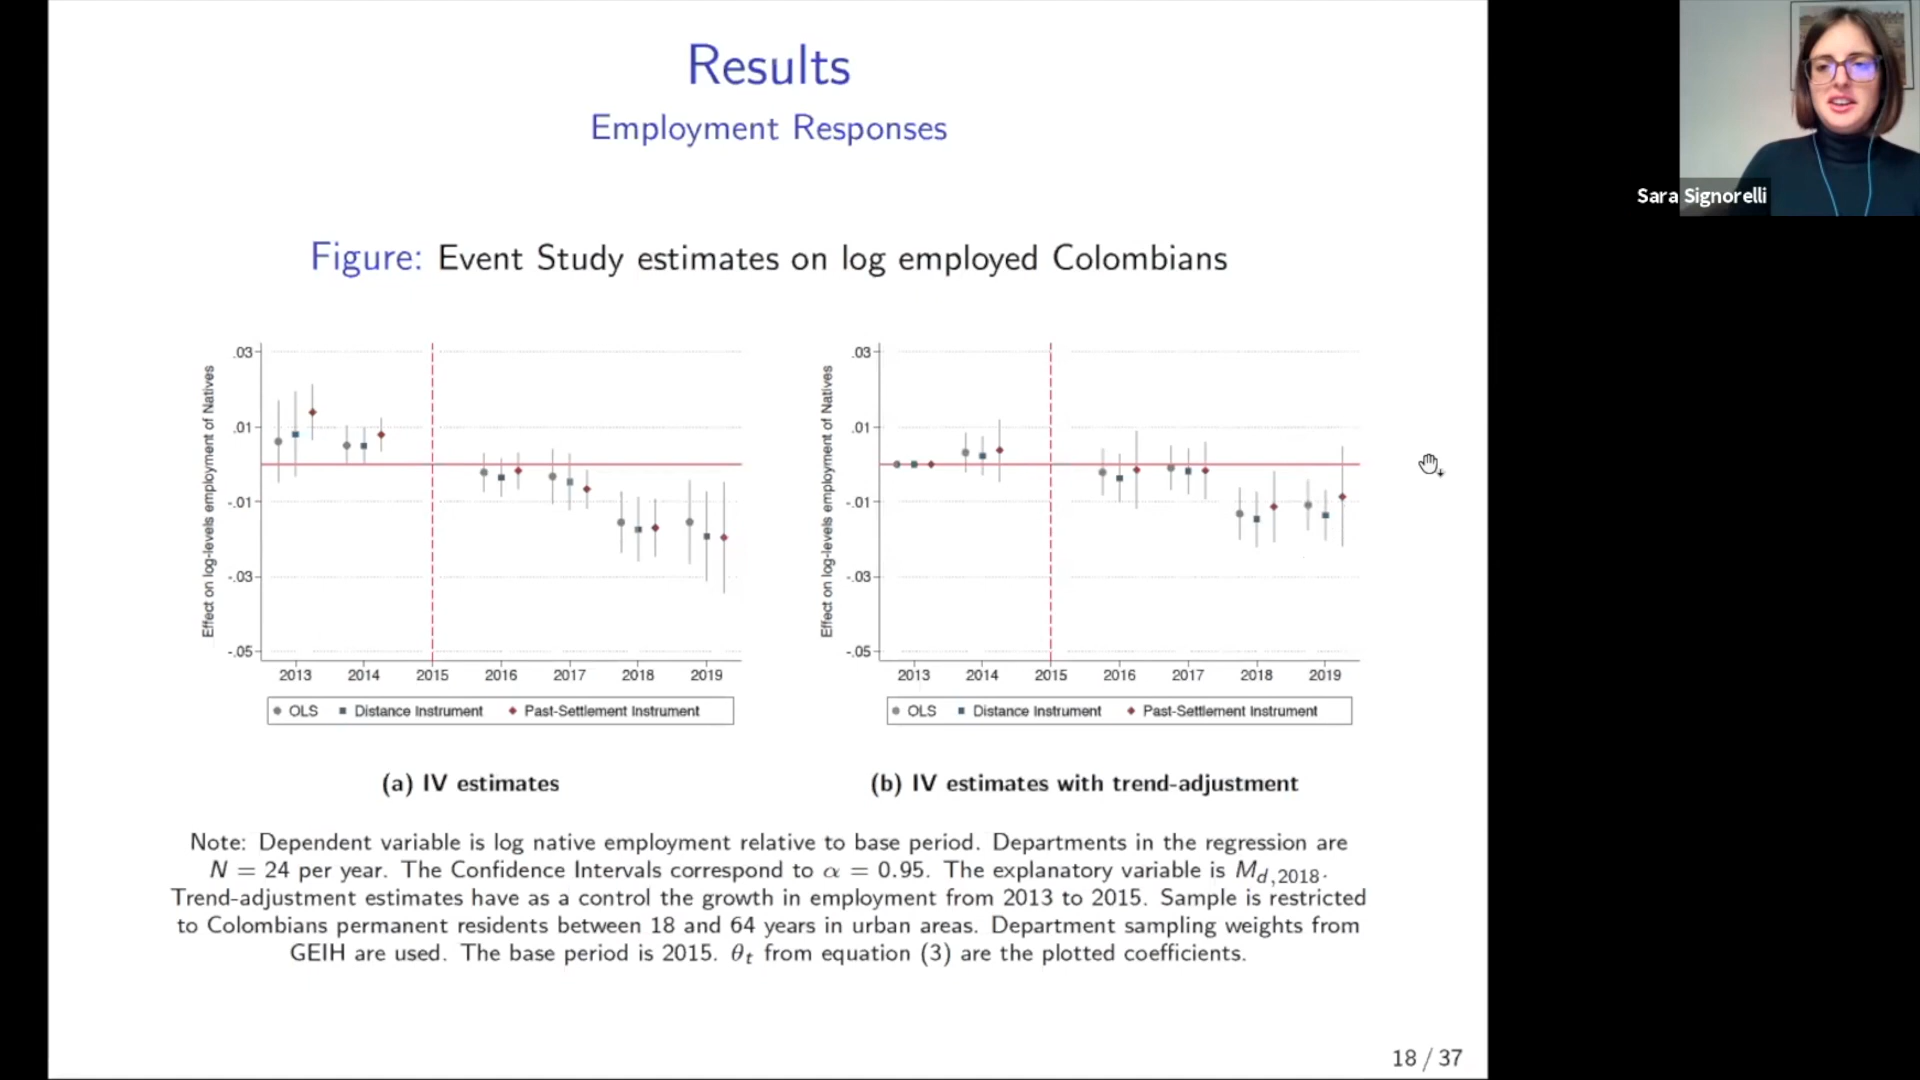 Results
Employment Responses
Sara Signorelli
Figure: Event Study estimates on log employed Colombians
Effect on log-levels employment of Natives
.03
.01
-.01
-.03
-.05
2013 2014 2015 2016 2017 2018 2019
OLS Distance Instrument Past-Settlement Instrument
(a) IV estimates
Effect on log-levels employment of Natives
.03
.01
-.01
-.03
-.05
2013 2014 2015 2016 2017 2018 2019
OLS Distance Instrument Past-Settlement Instrument
(b) IV estimates with trend-adjustment
Note: Dependent variable is log native employment relative to base period. Departments in the regression are
N = 24 per year. The Confidence Intervals correspond to α = 0.95. The explanatory variable is M_{d,2018}.
Trend-adjustment estimates have as a control the growth in employment from 2013 to 2015. Sample is restricted
to Colombians permanent residents between 18 and 64 years in urban areas. Department sampling weights from
GEIH are used. The base period is 2015. θ_t from equation (3) are the plotted coefficients.
18 / 37